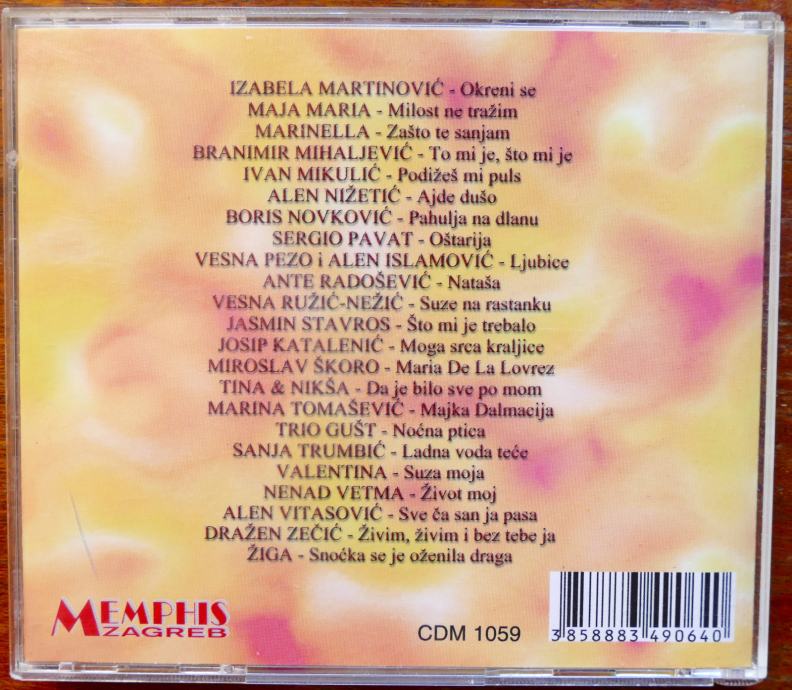 IZABELA MARTINOVIĆ - Okreni se
MAJA MARIA - Milost ne tražim
MARINELLA - Zašto te sanjam
BRANIMIR MIHALJEVIĆ - To mi je, što mi je
IVAN MIKULIĆ - Podižeš mi puls
ALEN NIŽETIĆ - Ajde dušo
BORIS NOVKOVIĆ - Pahulja na dlanu
SERGIO PAVAT - Oštarija
VESNA PEZO i ALEN ISLAMOVIĆ - Ljubice
ANTE RADOŠEVIĆ - Nataša
VESNA RUŽIĆ-NEŽIĆ - Suze na rastanku
JASMIN STAVROS - Što mi je trebalo
JOSIP KATALENIĆ - Moga srca kraljice
MIROSLAV ŠKORO - Maria De La Lovrez
TINA & NIKŠA - Da je bilo sve po mom
MARINA TOMAŠEVIĆ - Majka Dalmacija
TRIO GUŠT - Noćna ptica
SANJA TRUMBIĆ - Ladna voda teće
VALENTINA - Suza moja
NENAD VETMA - Život moj
ALEN VITASOVIĆ - Sve ča san ja pasa
DRAŽEN ZEČIĆ - Živim, živim i bez tebe ja
ŽIGA - Snoćka se je oženila draga
MEMPHIS
ZAGREB
CDM 1059
3 858883 490640